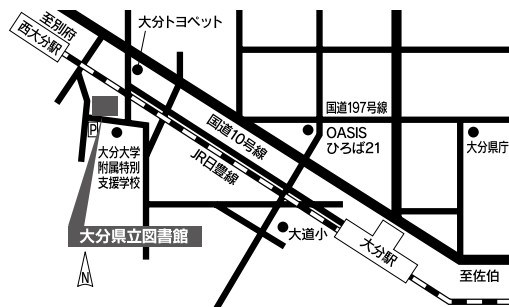 至別府
西大分駅
大分トヨペット
国道197号線
国道10号線
OASIS
ひろば21
大分県庁
P
大分大学
附属特別
支援学校
JR日豊線
大分県立図書館
大道小
大分駅
至佐伯
N